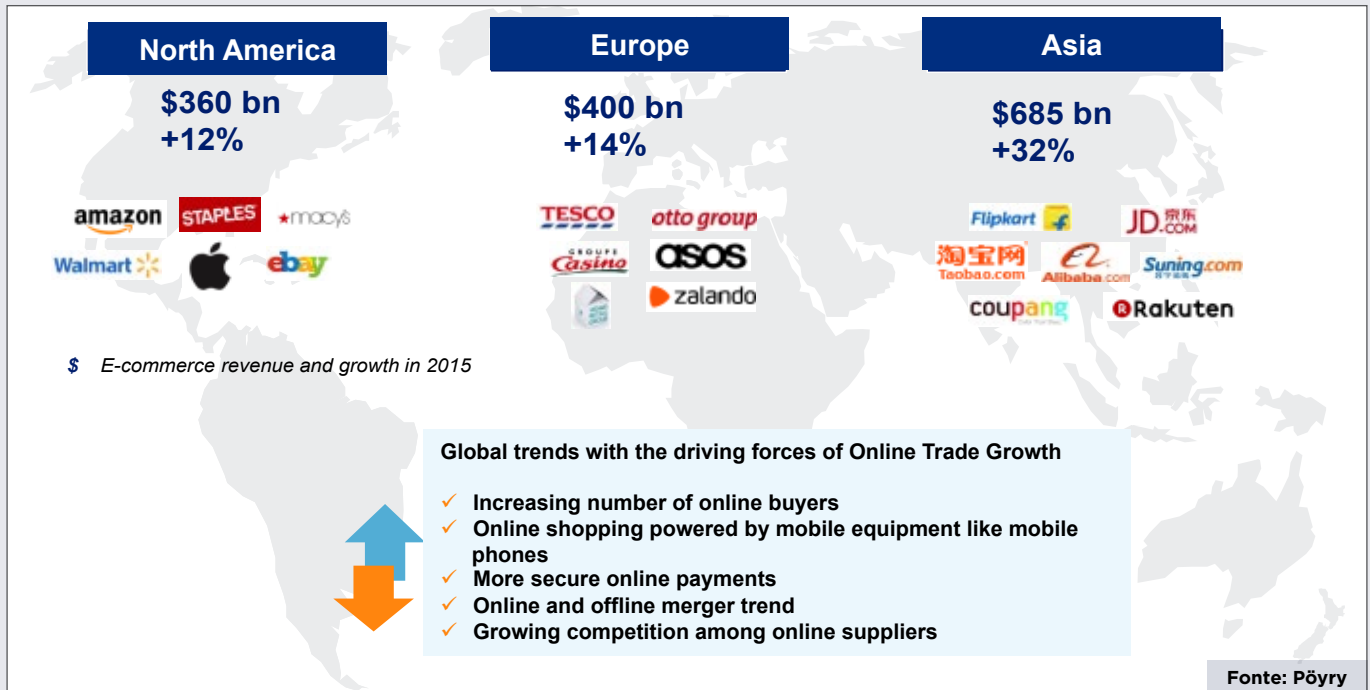 North America
$360 bn
+12%
amazon
STAPLES
macy's
Walmart
ebay
Europe
$400 bn
+14%
TESCO
otto group
GROUPE
Casino
asos
zalando
Asia
$685 bn
+32%
Flipkart
JD.京东
.COM
淘宝网
Taobao.com
Alibaba.com
Suning.com
coupang
Rakuten
$ E-commerce revenue and growth in 2015
Global trends with the driving forces of Online Trade Growth
✓ Increasing number of online buyers
✓ Online shopping powered by mobile equipment like mobile
phones
✓ More secure online payments
✓ Online and offline merger trend
✓ Growing competition among online suppliers
Fonte: Pöyry